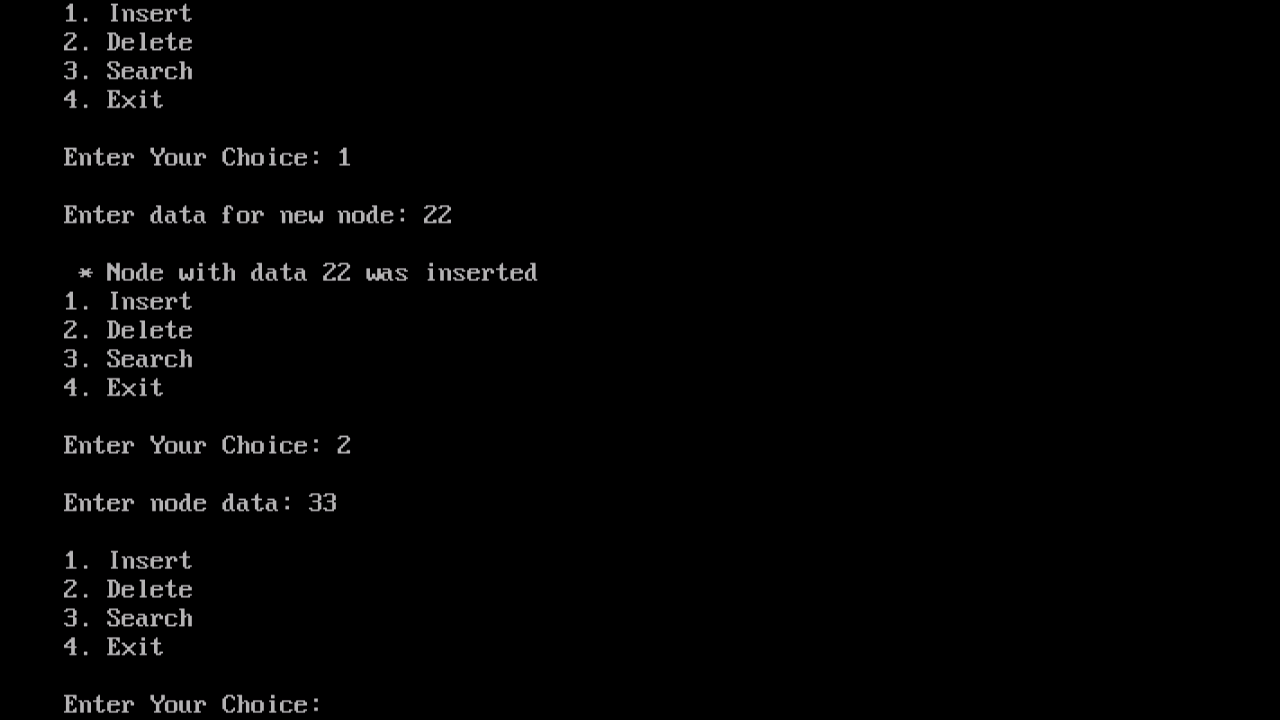 1. Insert
2. Delete
3. Search
4. Exit
Enter Your Choice: 1
Enter data for new node: 22
* Node with data 22 was inserted
1. Insert
2. Delete
3. Search
4. Exit
Enter Your Choice: 2
Enter node data: 33
1. Insert
2. Delete
3. Search
4. Exit
Enter Your Choice: